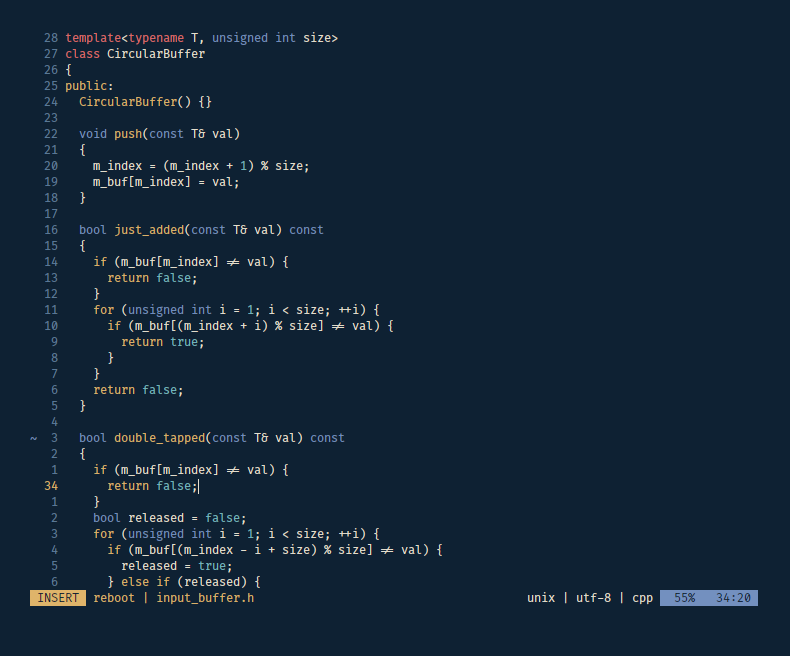 28 template<typename T, unsigned int size>
27 class CircularBuffer
26 {
25 public:
24   CircularBuffer() {}
23
22   void push(const T& val)
21   {
20     m_index = (m_index + 1) % size;
19     m_buf[m_index] = val;
18   }
17
16   bool just_added(const T& val) const
15   {
14     if (m_buf[m_index] != val) {
13       return false;
12     }
11     for (unsigned int i = 1; i < size; ++i) {
10       if (m_buf[(m_index + i) % size] != val) {
9         return true;
8       }
7     }
6     return false;
5   }
4
~ 3   bool double_tapped(const T& val) const
2   {
1     if (m_buf[m_index] != val) {
34       return false;
1     }
2     bool released = false;
3     for (unsigned int i = 1; i < size; ++i) {
4       if (m_buf[(m_index - i + size) % size] != val) {
5         released = true;
6       } else if (released) {
INSERT reboot | input_buffer.h unix | utf-8 | cpp 55% 34:20